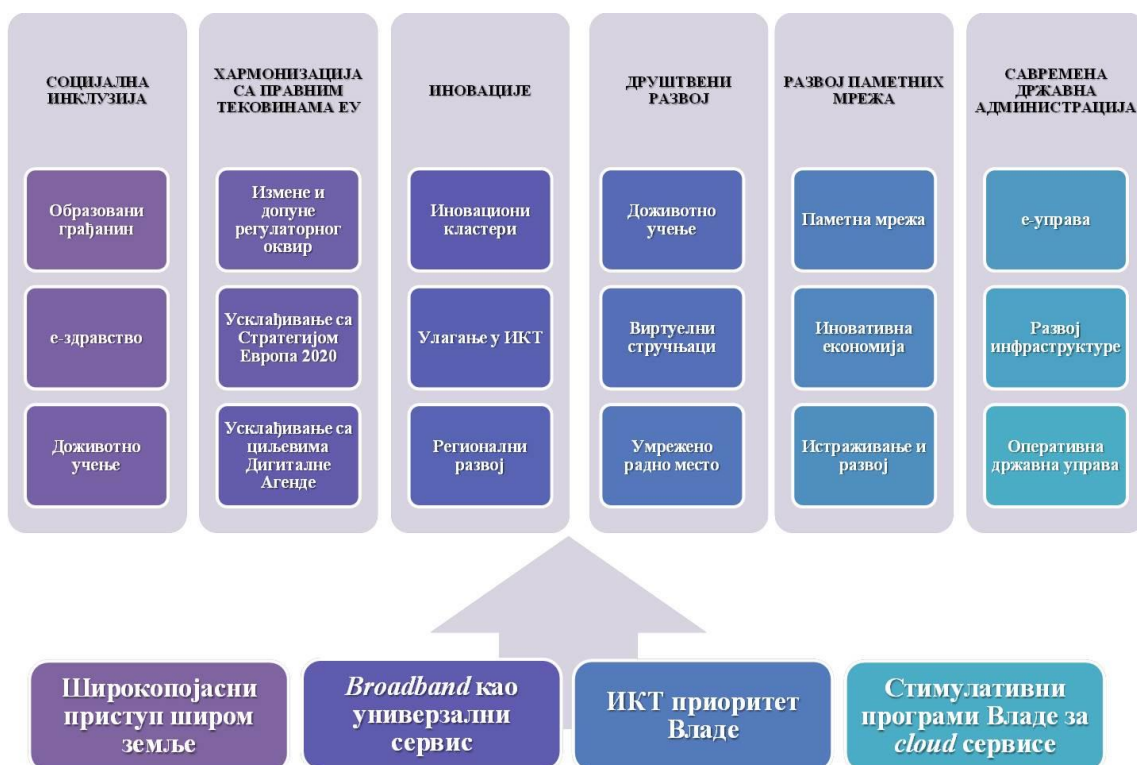 СОЦИЈАЛНА
ИНКЛУЗИЈА
ХАРМОНИЗАЦИЈА
СА ПРАВНИМ
ТЕКОВИНАМА ЕУ
ИНОВАЦИЈЕ
ДРУШТВЕНИ
РАЗВОЈ
РАЗВОЈ ПАМЕТНИХ
МРЕЖА
САВРЕМЕНА
ДРЖАВНА
АДМИНИСТРАЦИЈА
Образовани
грађанин
Измене и
допуне
регулаторног
оквир
Иновациони
кластери
Доживотно
учење
Паметна мрежа
е-управа
е-здравство
Усклађивање са
Стратегијом
Европа 2020
Улагање у ИКТ
Виртуелни
стручњаци
Иновативна
економија
Развој
инфраструктуре
Доживотно
учење
Усклађивање са
циљевима
Дигиталне
Агенде
Регионални
развој
Умрежено
радно место
Истраживање и
развој
Оперативна
државна управа
Широкопојасни
приступ широм
земље
Broadband као
универзални
сервис
ИКТ приоритет
Владе
Стимулативни
програми Владе за
cloud сервисе